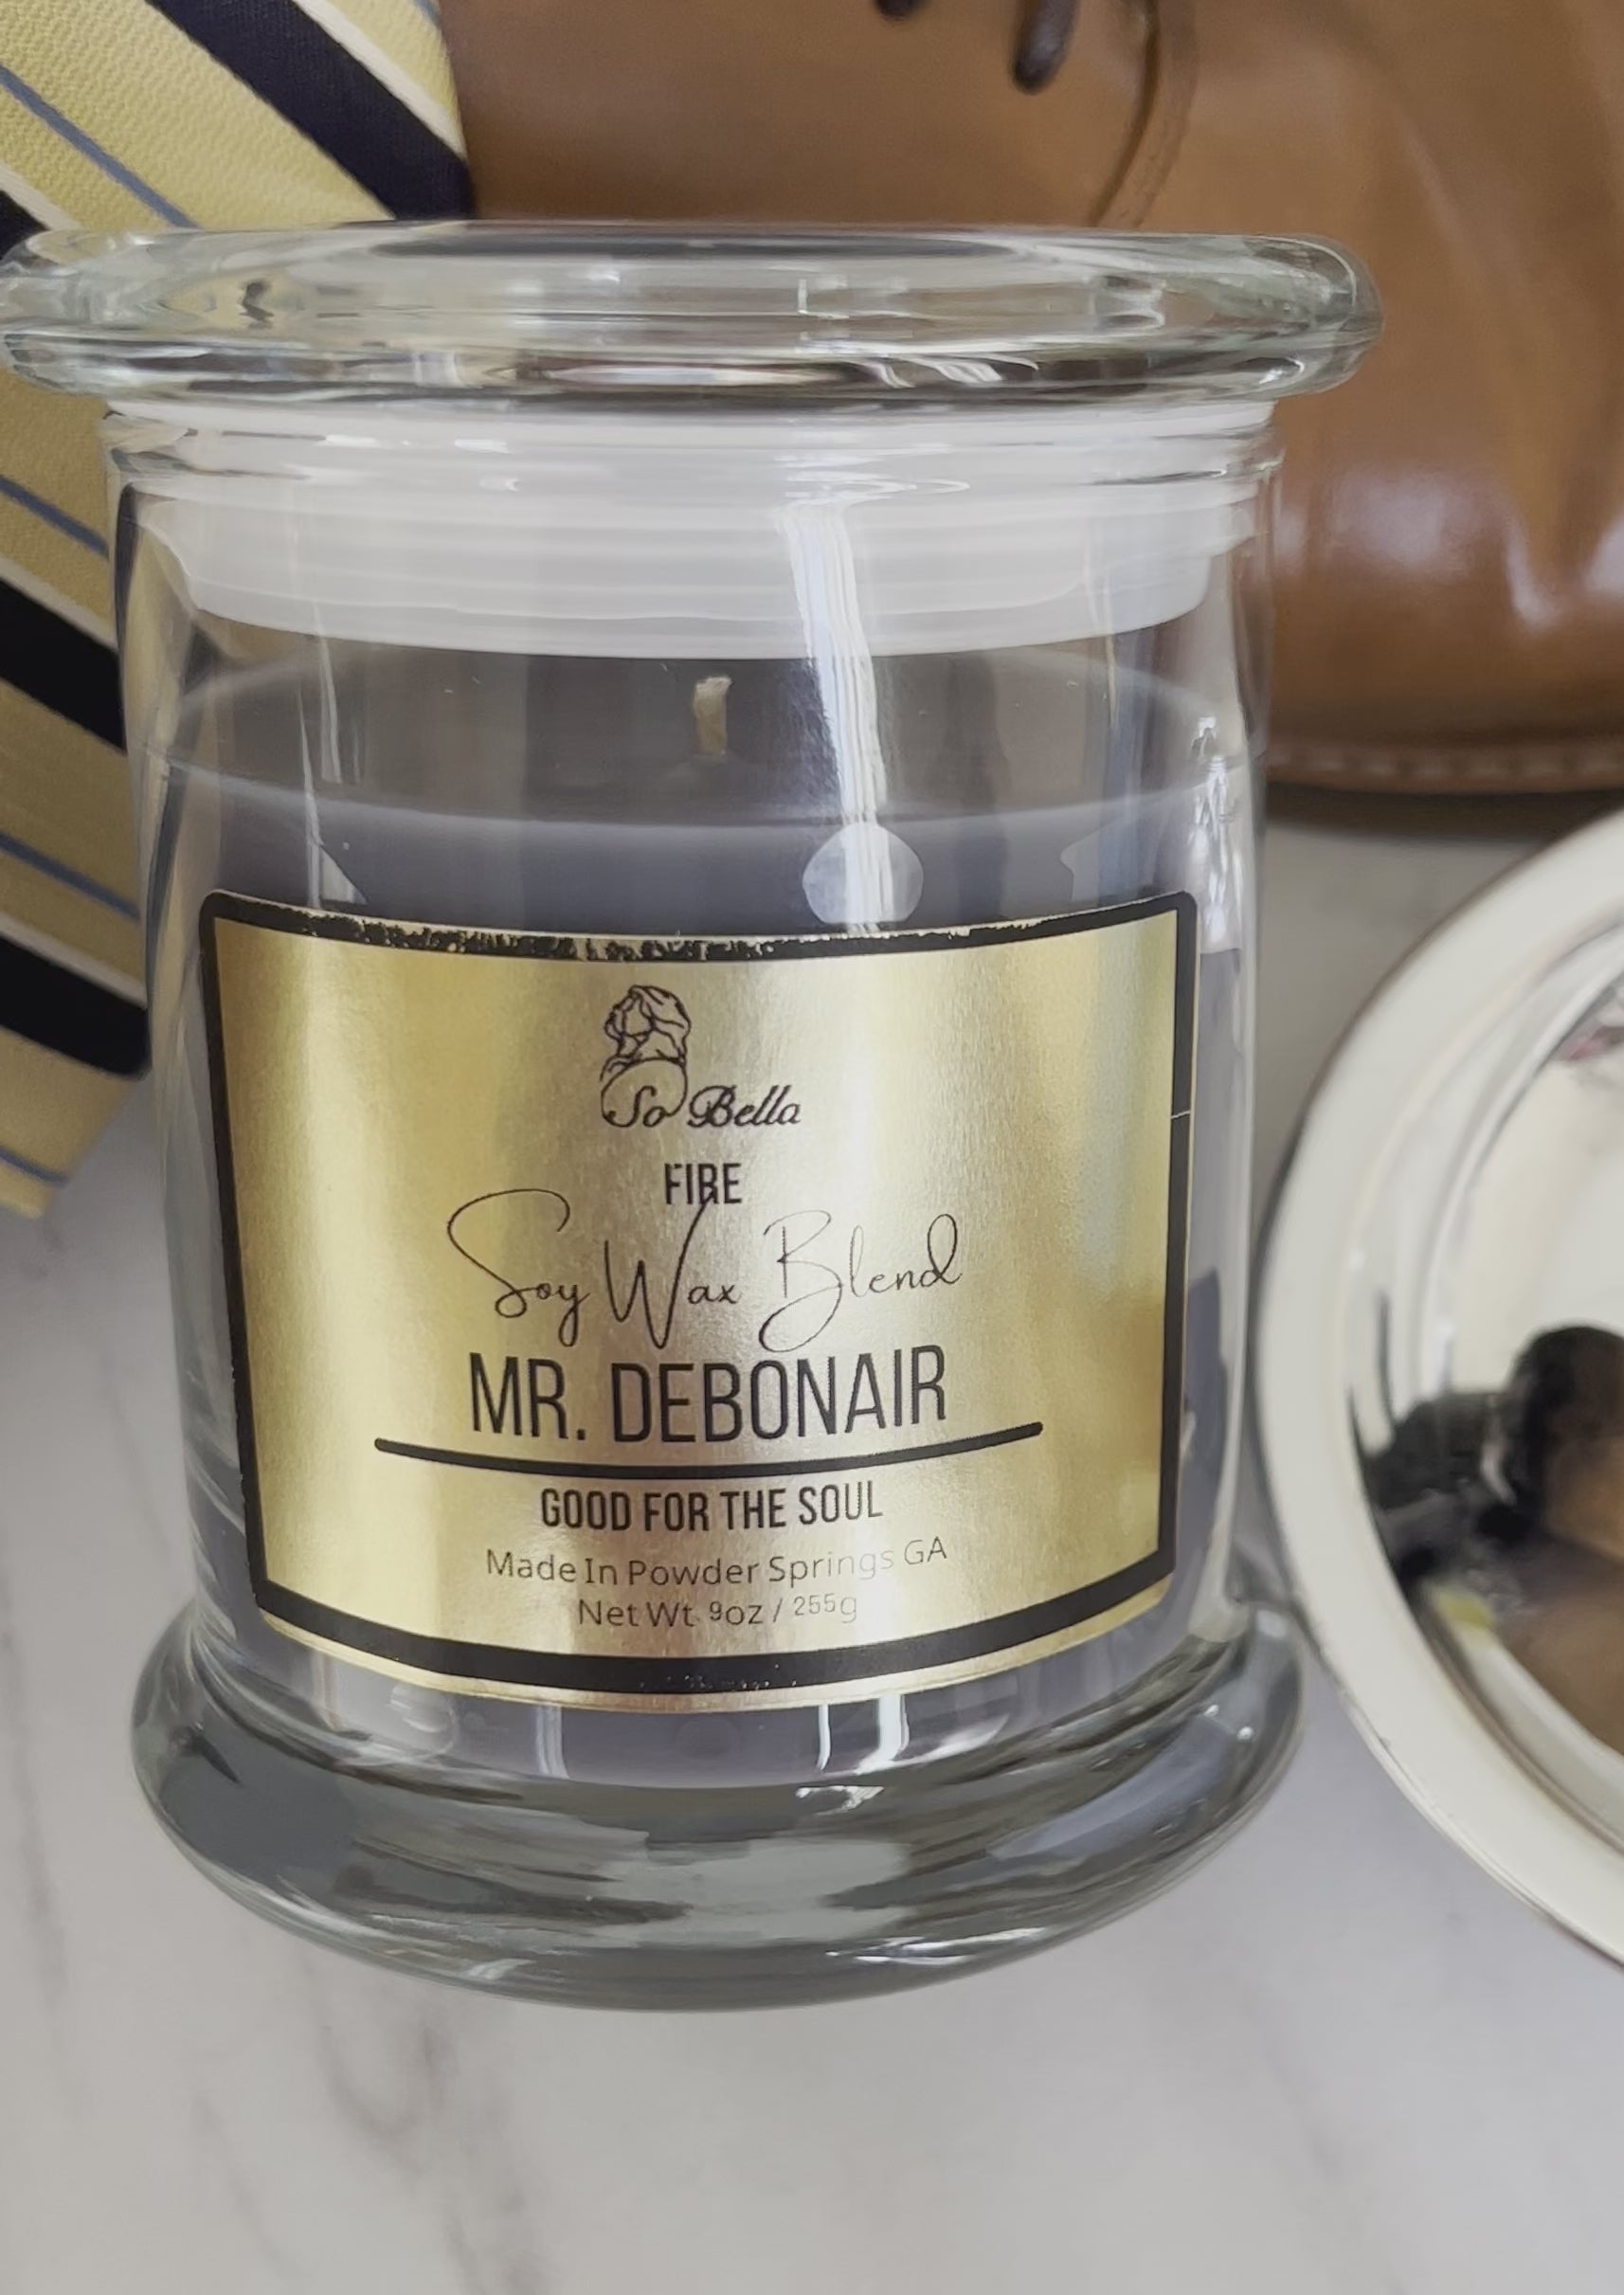 So Bella
FIRE
Soy Wax Blend
MR. DEBONAIR
GOOD FOR THE SOUL
Made In Powder Springs GA
Net Wt. 9oz / 255g